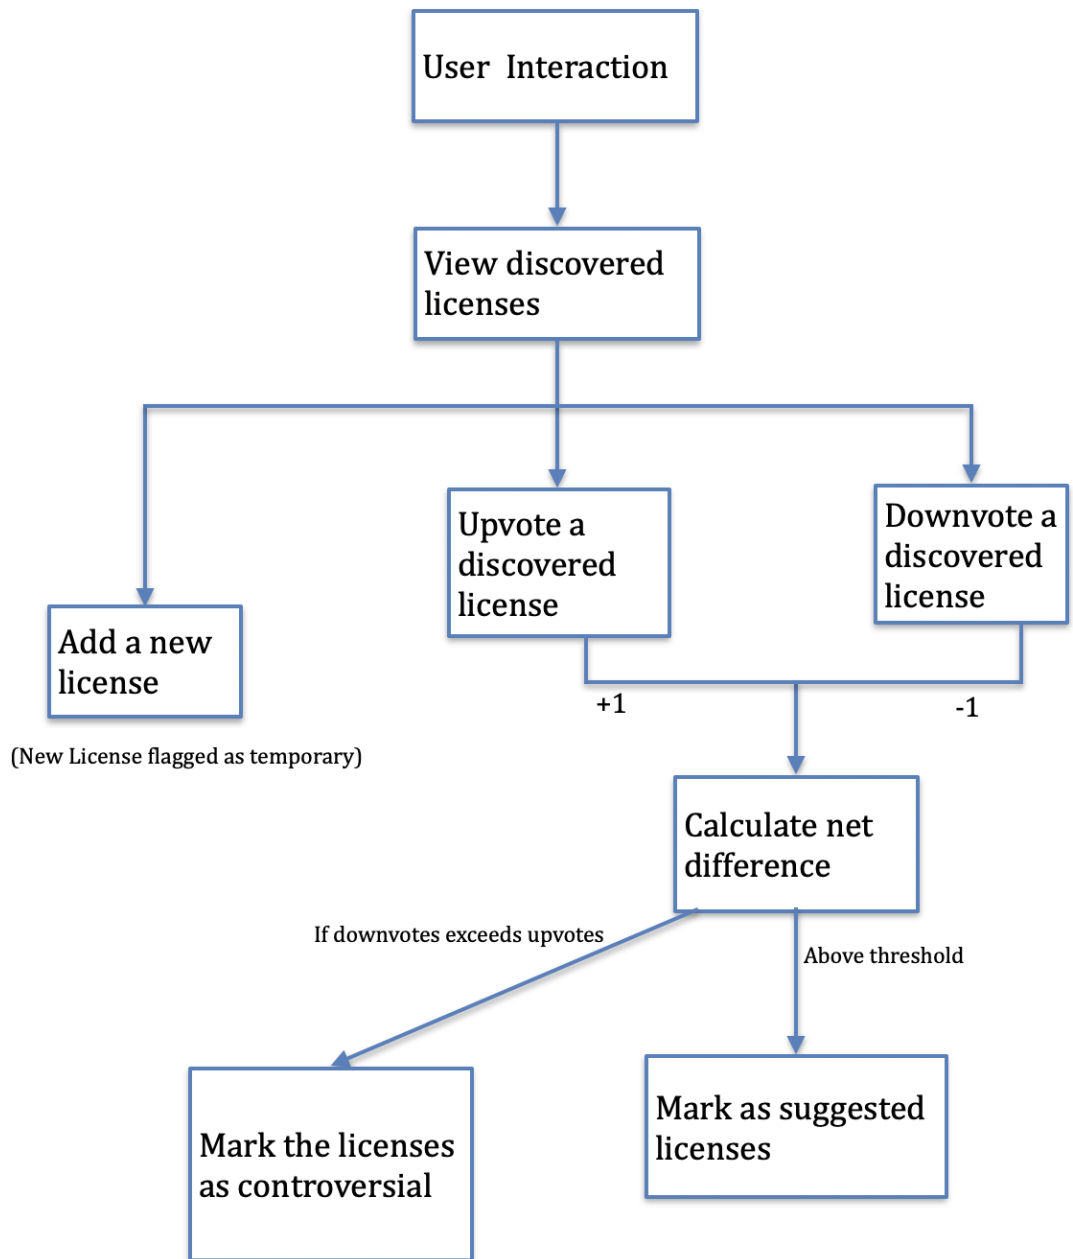 User  Interaction
View discovered
licenses
Upvote a
discovered
license
Downvote a
discovered
license
Add a new
license
(New License flagged as temporary)
+1
-1
Calculate net
difference
If downvotes exceeds upvotes
Above threshold
Mark the licenses
as controversial
Mark as suggested
licenses